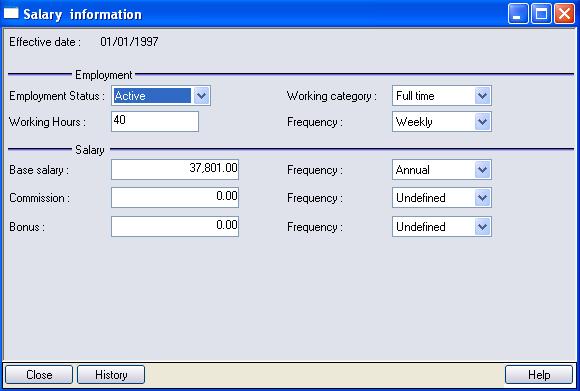 Salary information
Effective date : 01/01/1997
Employment
Employment Status : Active Working category : Full time
Working Hours : 40 Frequency : Weekly
Salary
Base salary : 37,801.00 Frequency : Annual
Commission : 0.00 Frequency : Undefined
Bonus : 0.00 Frequency : Undefined
Close History Help